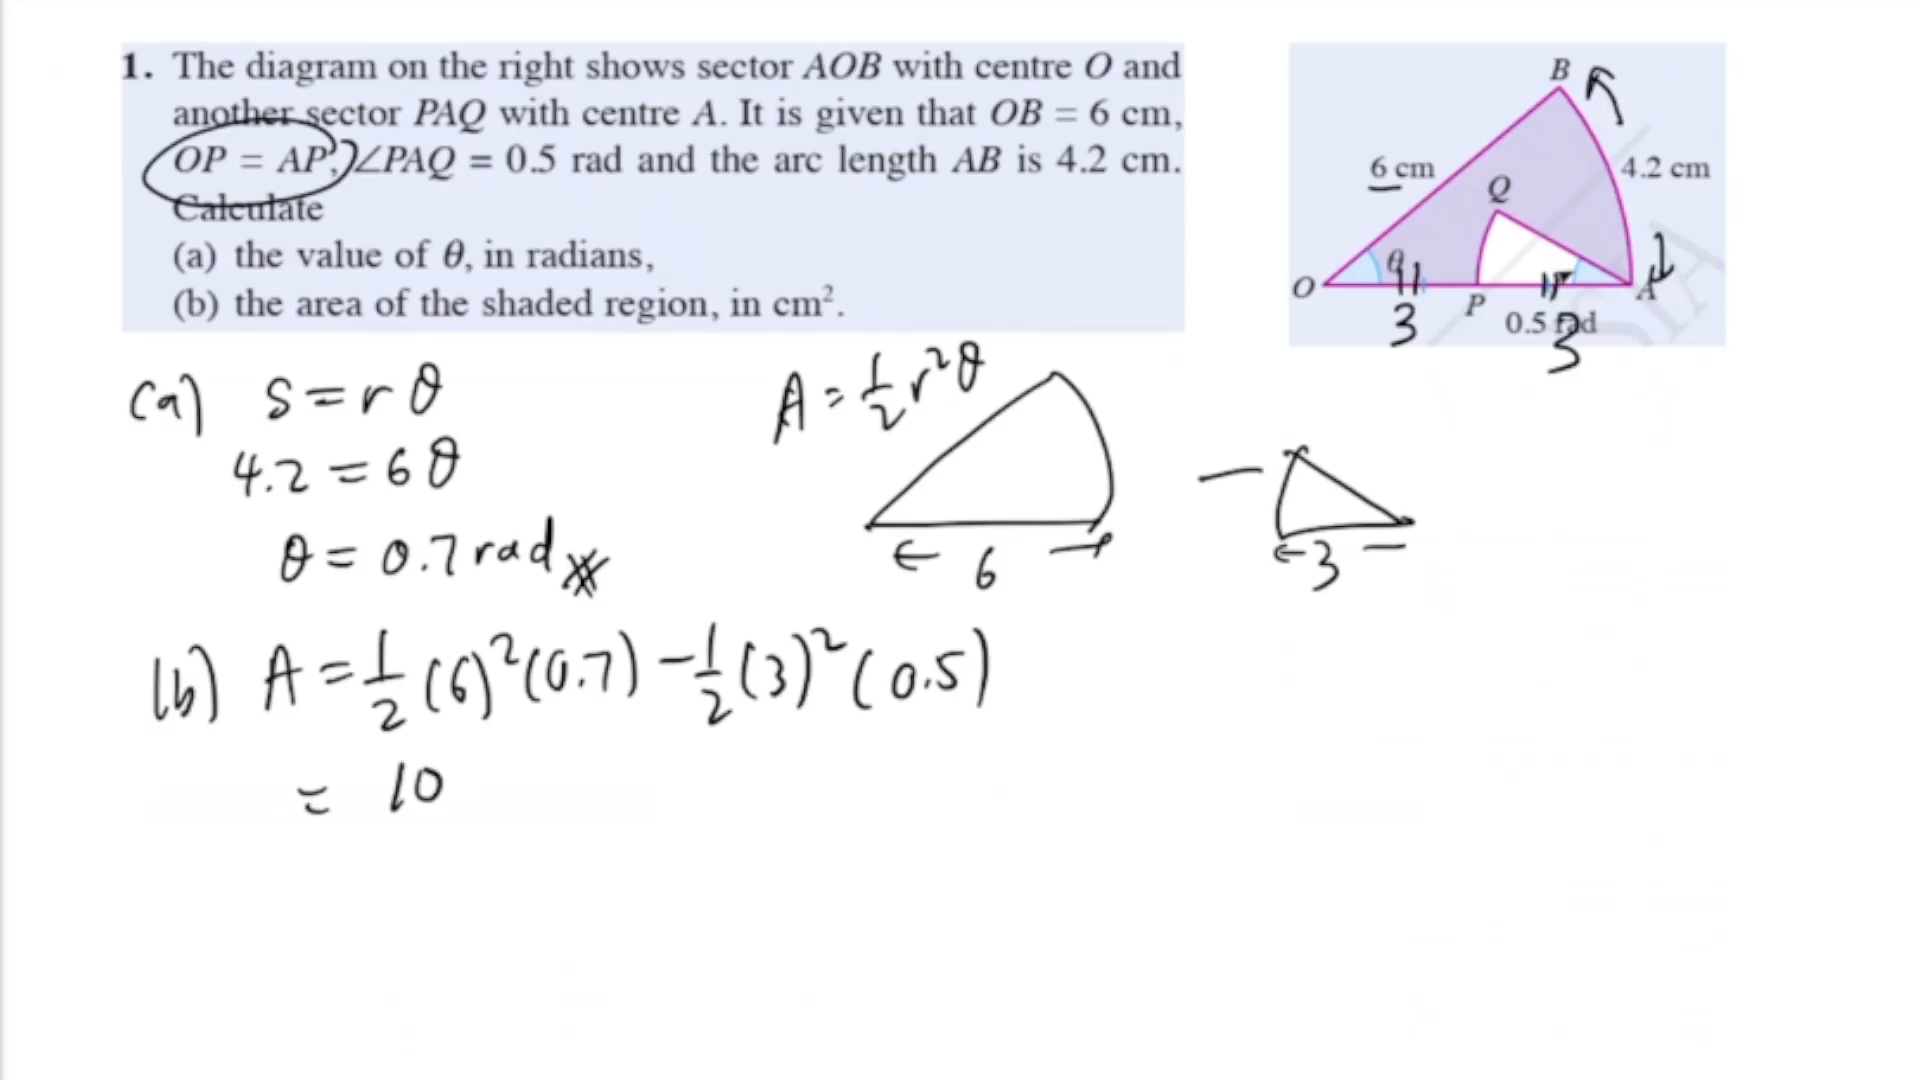 1. The diagram on the right shows sector AOB with centre O and
another sector PAQ with centre A. It is given that OB = 6 cm,
OP = AP, ∠PAQ = 0.5 rad and the arc length AB is 4.2 cm.
Calculate
(a) the value of θ, in radians,
(b) the area of the shaded region, in cm².
B
6 cm
4.2 cm
Q
θ
O
P
A
0.5 rad
3
3
(a) s = rθ
4.2 = 6θ
θ = 0.7 rad
A = ½ r²θ
−
6
3
(b) A = ½ (6)² (0.7) − ½ (3)² (0.5)
= 10